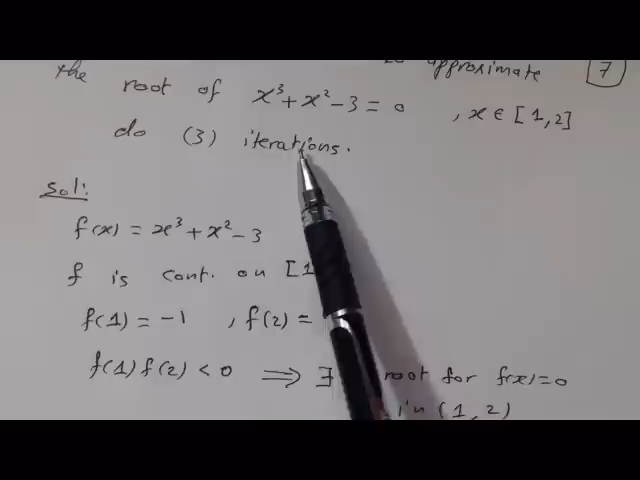 the root of x³+x²-3=0 , x ∈ [1,2]
approximate 7
do (3) iterations.
sol:
f(x) = x³+x²-3
f is cont. on [1
f(1) = -1 , f(2) =
f(1) f(2) < 0 ⟹ ∃ root for f(x)=0
in (1, 2)